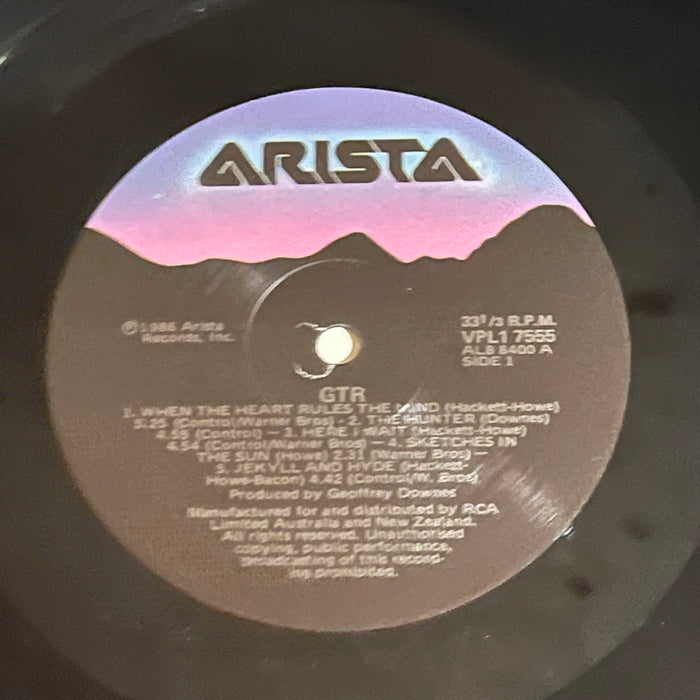 ARISTA
℗ 1986 Arista
Records, Inc.
33 1/3 R.P.M.
VPL1 7555
AL8 8400 A
SIDE 1
GTR
1. WHEN THE HEART RULES THE MIND (Hackett-Howe)
5.25 (Control/Warner Bros) — 2. THE HUNTER (Downes)
4.55 (Control) — 3. HERE I WAIT (Hackett-Howe)
4.54 (Control/Warner Bros) — 4. SKETCHES IN
THE SUN (Howe) 2.31 (Warner Bros) —
5. JEKYLL AND HYDE (Hackett-
Howe-Bacon) 4.42 (Control/W. Bros)
Produced by Geoffrey Downes
Manufactured for and distributed by RCA
Limited Australia and New Zealand.
All rights reserved. Unauthorised
copying, public performance,
broadcasting of this record-
ing prohibited.